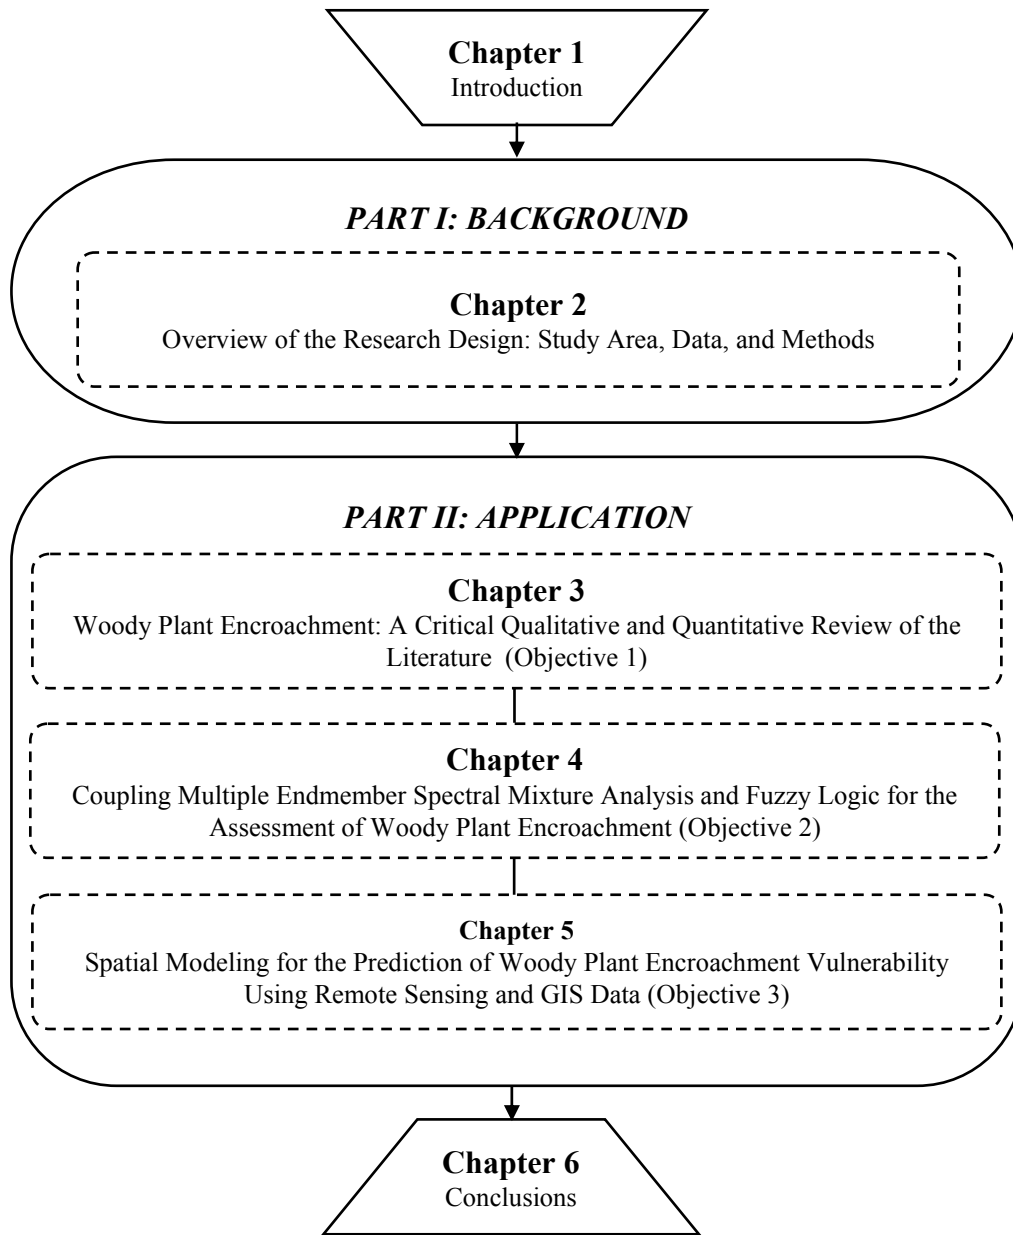 Chapter 1
Introduction
PART I: BACKGROUND
Chapter 2
Overview of the Research Design: Study Area, Data, and Methods
PART II: APPLICATION
Chapter 3
Woody Plant Encroachment: A Critical Qualitative and Quantitative Review of the
Literature  (Objective 1)
Chapter 4
Coupling Multiple Endmember Spectral Mixture Analysis and Fuzzy Logic for the
Assessment of Woody Plant Encroachment (Objective 2)
Chapter 5
Spatial Modeling for the Prediction of Woody Plant Encroachment Vulnerability
Using Remote Sensing and GIS Data (Objective 3)
Chapter 6
Conclusions